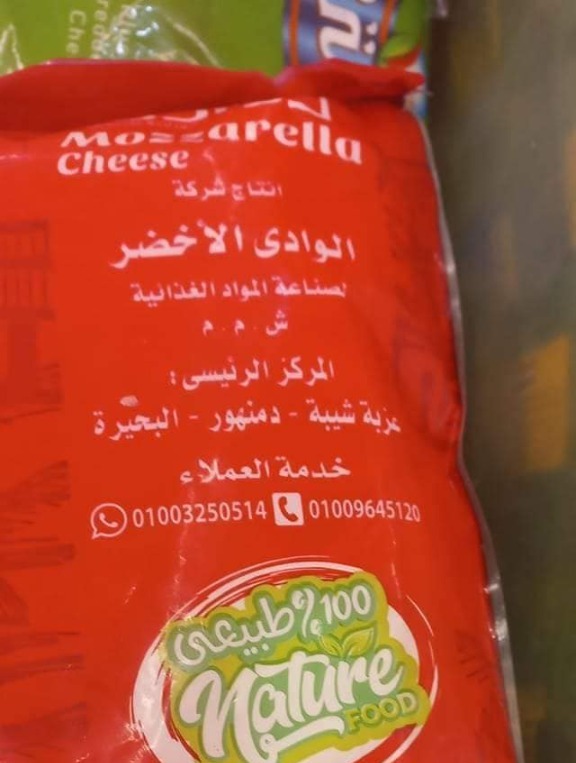 Mozzarella
Cheese
انتاج شركة
الوادى الأخضر
لصناعة المواد الغذائية
ش . م . م
المركز الرئيسى :
عزبة شيبة - دمنهور - البحيرة
خدمة العملاء
01003250514 01009645120
100% طبيعى
Nature
FOOD